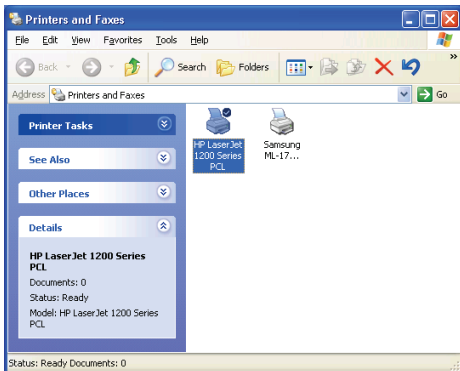 Printers and Faxes
File Edit View Favorites Tools Help
Back Search Folders »
Address Printers and Faxes Go
Printer Tasks
See Also
Other Places
Details
HP LaserJet 1200 Series
PCL
Documents: 0
Status: Ready
Model: HP LaserJet 1200 Series
PCL
HP LaserJet
1200 Series
PCL
Samsung
ML-17...
Status: Ready Documents: 0